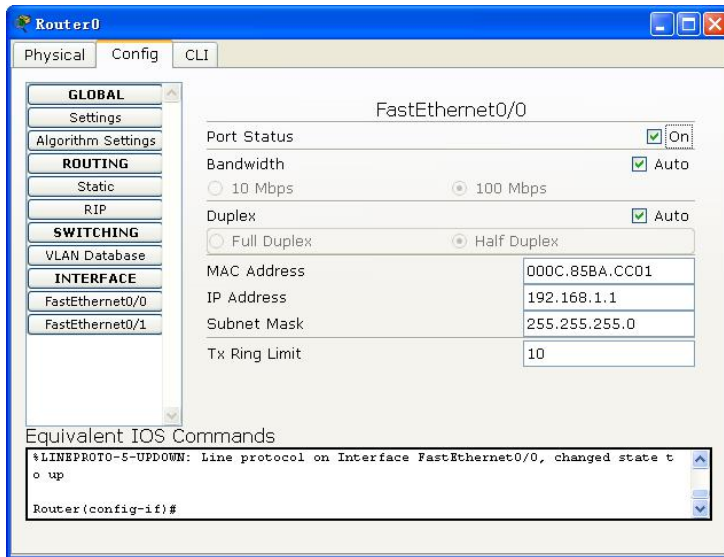 Router0
Physical Config CLI
GLOBAL
Settings
Algorithm Settings
ROUTING
Static
RIP
SWITCHING
VLAN Database
INTERFACE
FastEthernet0/0
FastEthernet0/1
FastEthernet0/0
Port Status On
Bandwidth Auto
10 Mbps 100 Mbps
Duplex Auto
Full Duplex Half Duplex
MAC Address 000C.85BA.CC01
IP Address 192.168.1.1
Subnet Mask 255.255.255.0
Tx Ring Limit 10
Equivalent IOS Commands
%LINEPROTO-5-UPDOWN: Line protocol on Interface FastEthernet0/0, changed state t
o up
Router(config-if)#